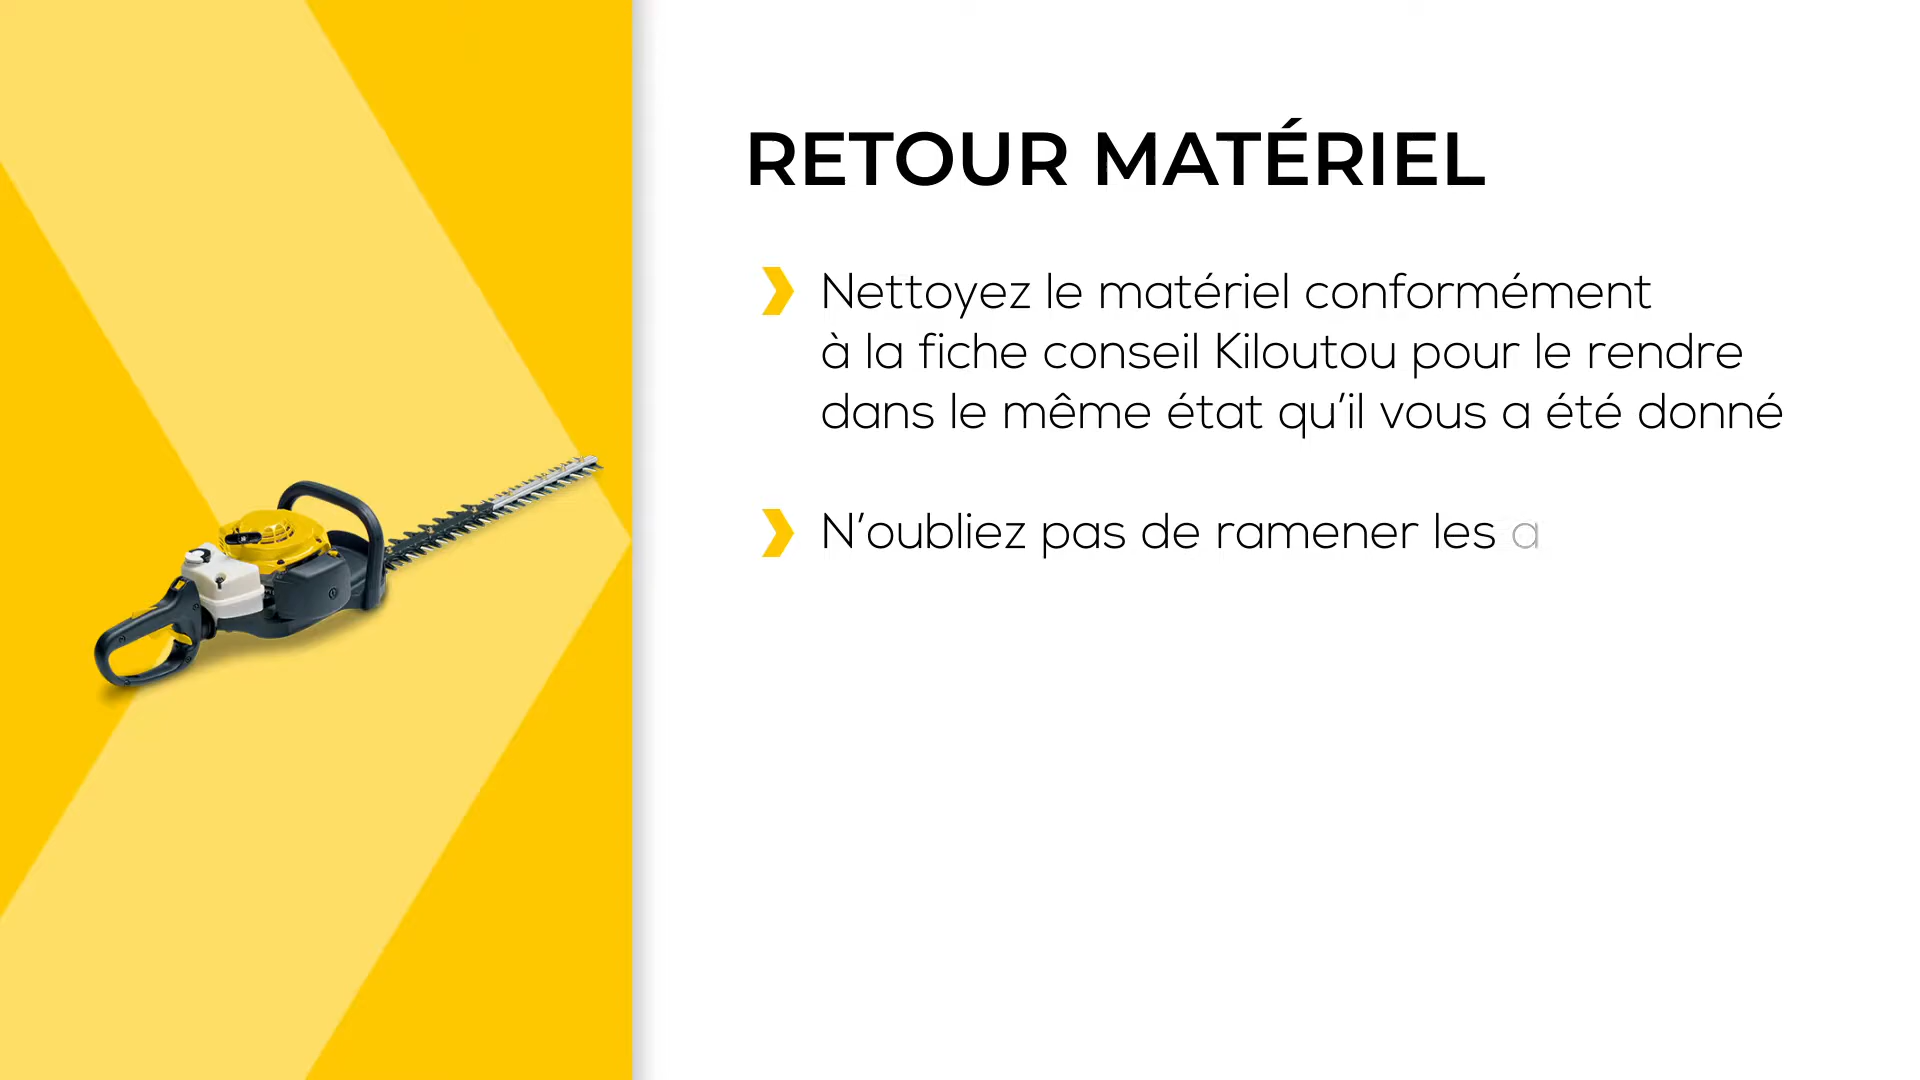 RETOUR MATÉRIEL
Nettoyez le matériel conformément
à la fiche conseil Kiloutou pour le rendre
dans le même état qu’il vous a été donné
N’oubliez pas de ramener les a